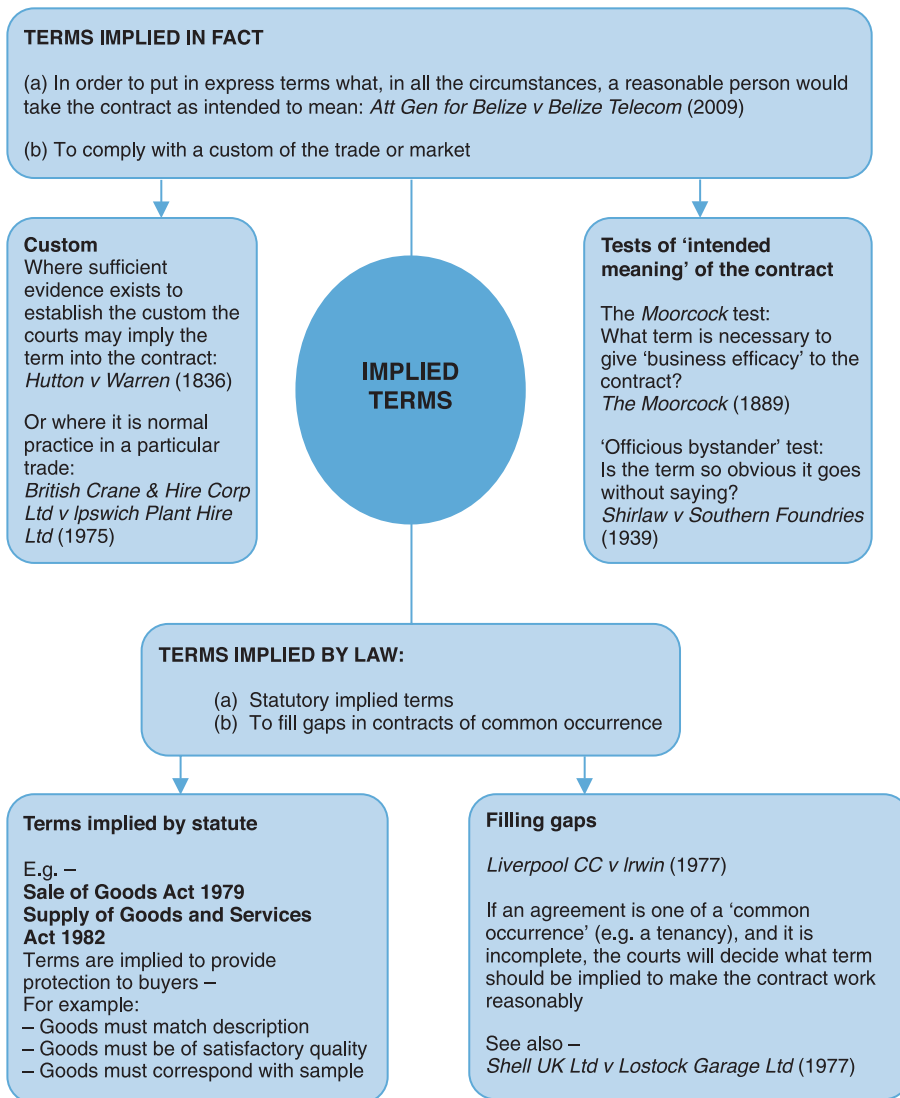 TERMS IMPLIED IN FACT
(a) In order to put in express terms what, in all the circumstances, a reasonable person would
take the contract as intended to mean: Att Gen for Belize v Belize Telecom (2009)
(b) To comply with a custom of the trade or market
Custom
Where sufficient
evidence exists to
establish the custom the
courts may imply the
term into the contract:
Hutton v Warren (1836)
Or where it is normal
practice in a particular
trade:
British Crane & Hire Corp
Ltd v Ipswich Plant Hire
Ltd (1975)
IMPLIED
TERMS
Tests of ‘intended
meaning’ of the contract
The Moorcock test:
What term is necessary to
give ‘business efficacy’ to the
contract?
The Moorcock (1889)
‘Officious bystander’ test:
Is the term so obvious it goes
without saying?
Shirlaw v Southern Foundries
(1939)
TERMS IMPLIED BY LAW:
(a) Statutory implied terms
(b) To fill gaps in contracts of common occurrence
Terms implied by statute
E.g. –
Sale of Goods Act 1979
Supply of Goods and Services
Act 1982
Terms are implied to provide
protection to buyers –
For example:
– Goods must match description
– Goods must be of satisfactory quality
– Goods must correspond with sample
Filling gaps
Liverpool CC v Irwin (1977)
If an agreement is one of a ‘common
occurrence’ (e.g. a tenancy), and it is
incomplete, the courts will decide what term
should be implied to make the contract work
reasonably
See also –
Shell UK Ltd v Lostock Garage Ltd (1977)